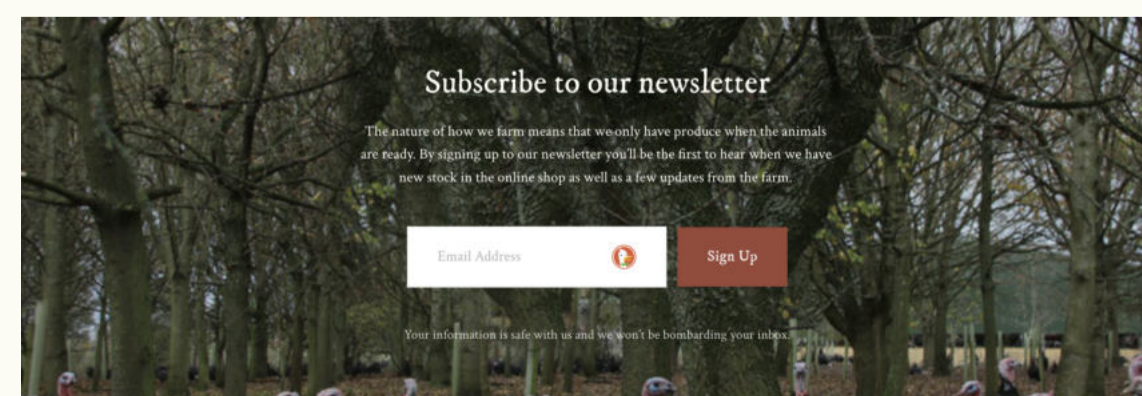 Subscribe to our newsletter
The nature of how we farm means that we only have produce when the animals
are ready. By signing up to our newsletter you'll be the first to hear when we have
new stock in the online shop as well as a few updates from the farm.
Email Address
Sign Up
Your information is safe with us and we won't be bombarding your inbox.